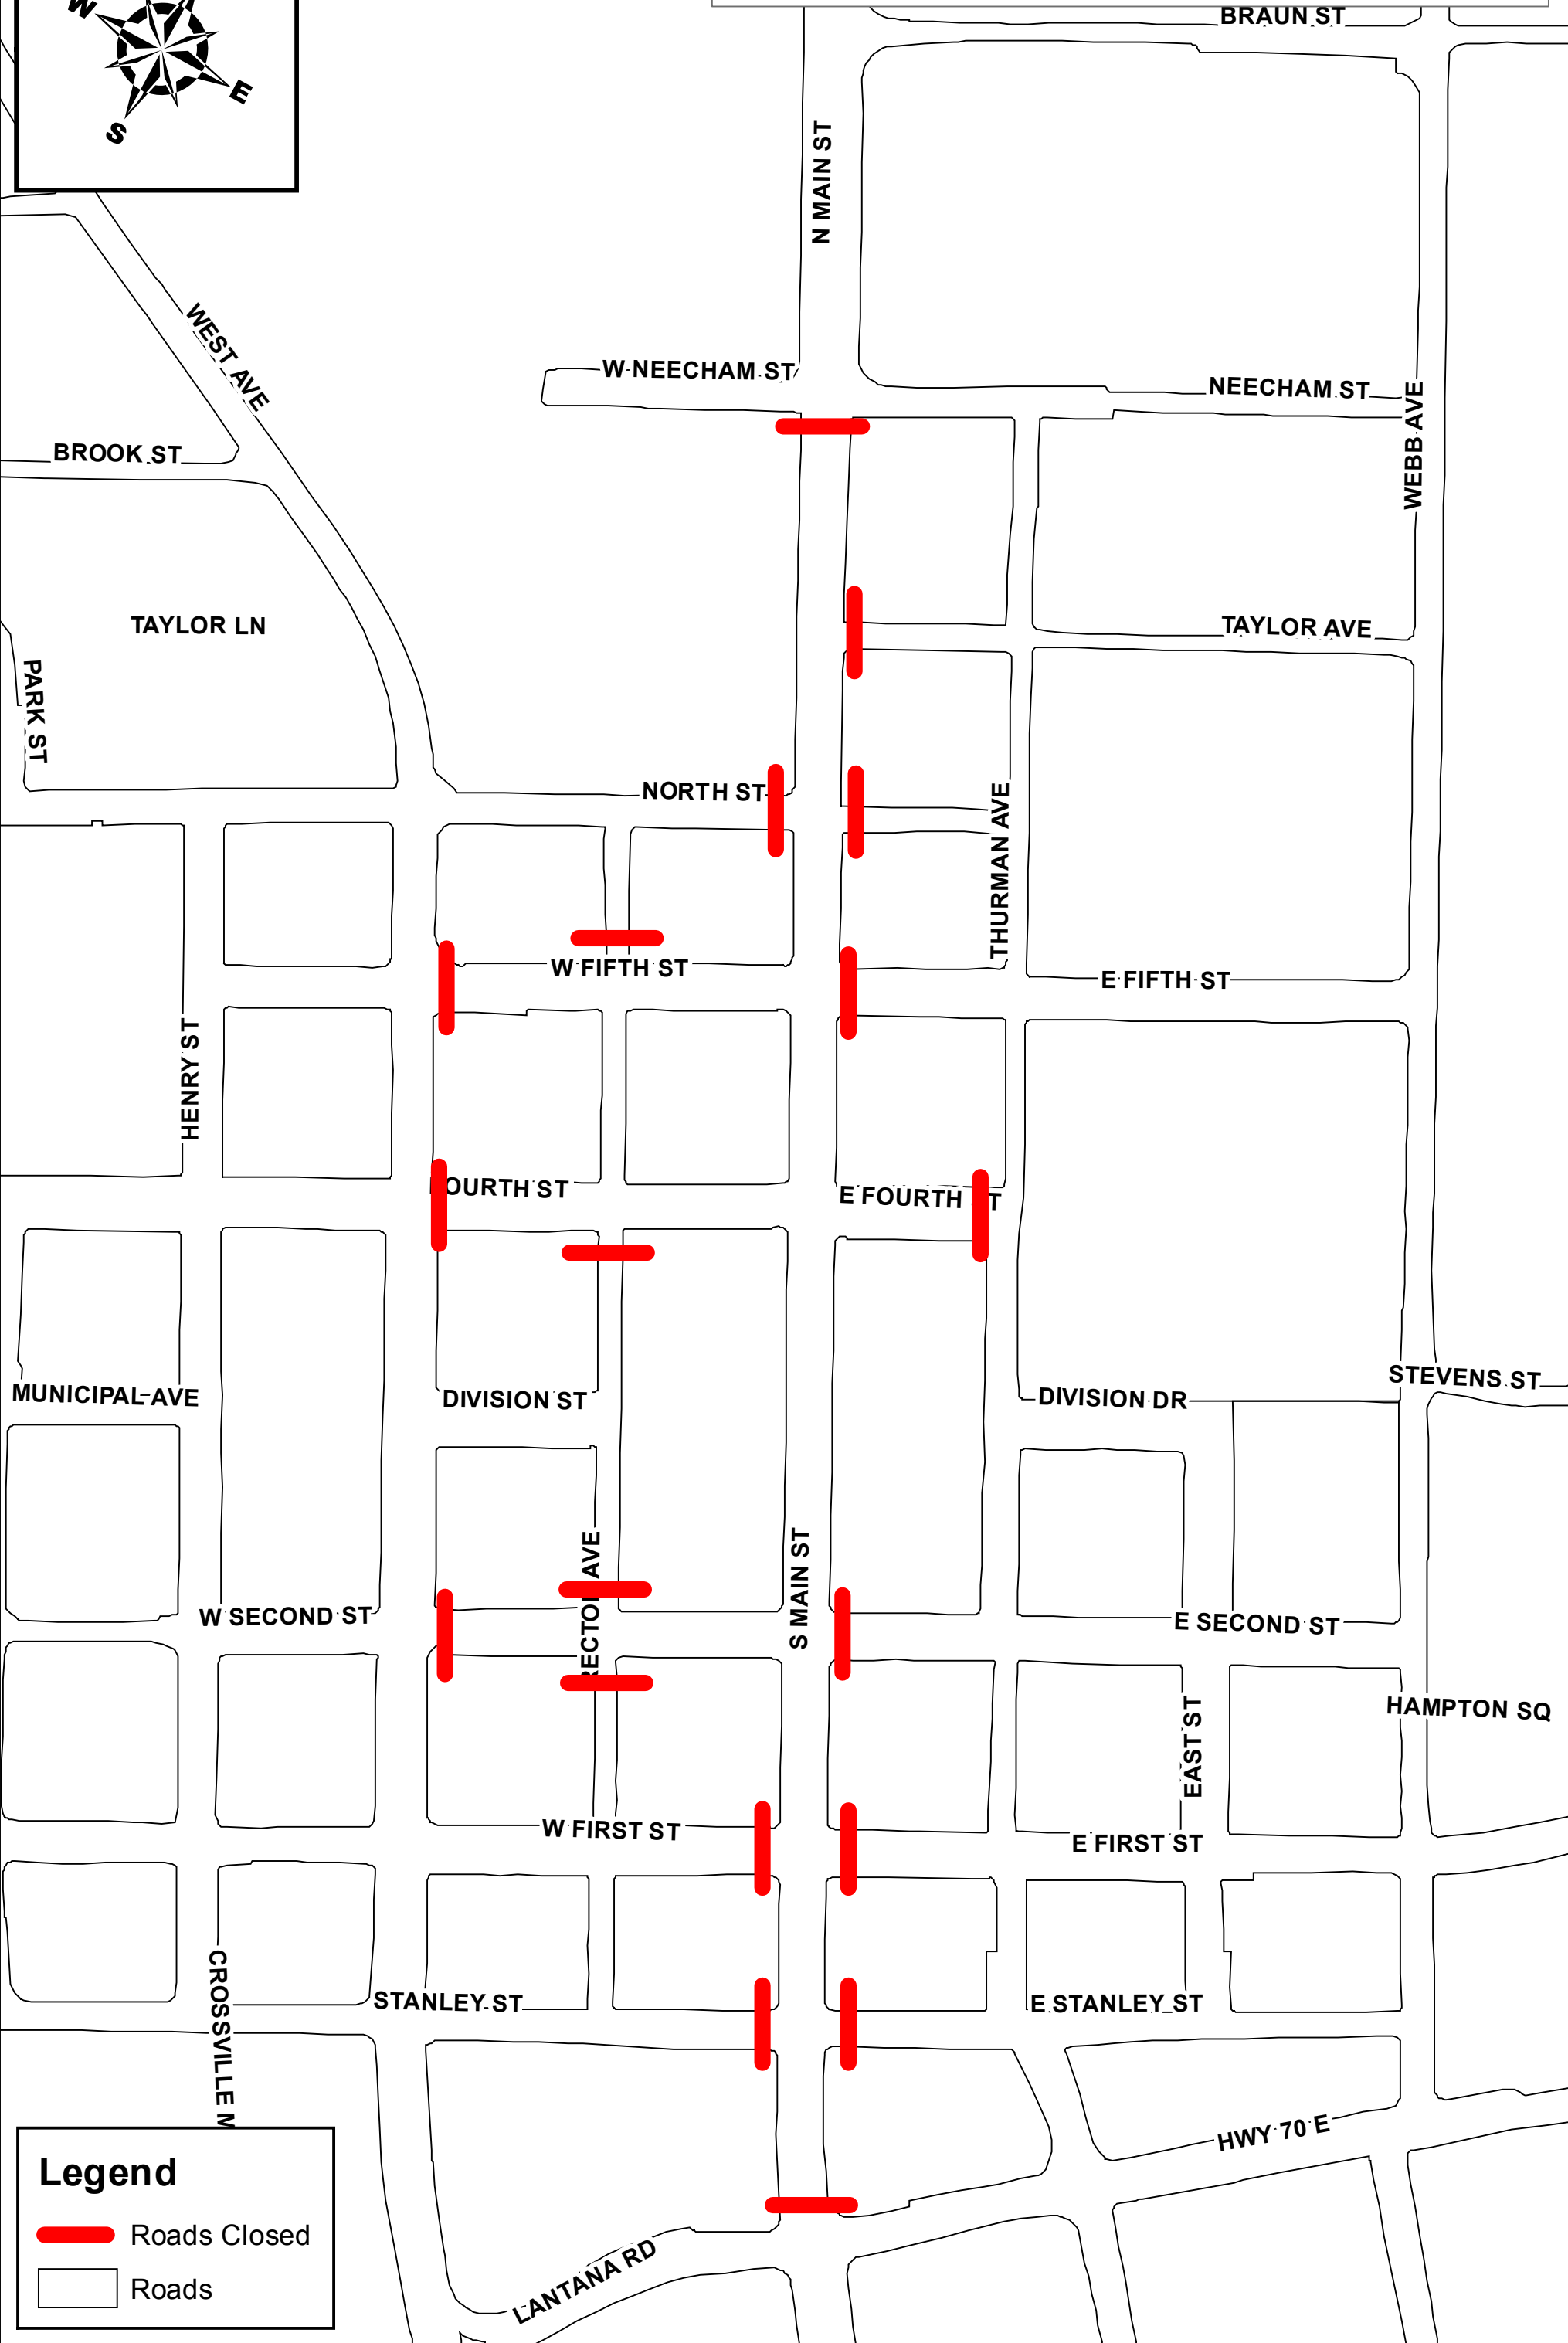 BRAUN ST
W
E
S
N MAIN ST
WEST AVE
W NEECHAM ST
NEECHAM ST
WEBB AVE
BROOK ST
TAYLOR LN
TAYLOR AVE
PARK ST
NORTH ST
THURMAN AVE
W FIFTH ST
E FIFTH ST
HENRY ST
OURTH ST
E FOURTH ST
MUNICIPAL AVE
DIVISION ST
DIVISION DR
STEVENS ST
RECTOR AVE
S MAIN ST
W SECOND ST
E SECOND ST
EAST ST
HAMPTON SQ
W FIRST ST
E FIRST ST
CROSSVILLE M
STANLEY ST
E STANLEY ST
HWY 70 E
LANTANA RD
Legend
Roads Closed
Roads